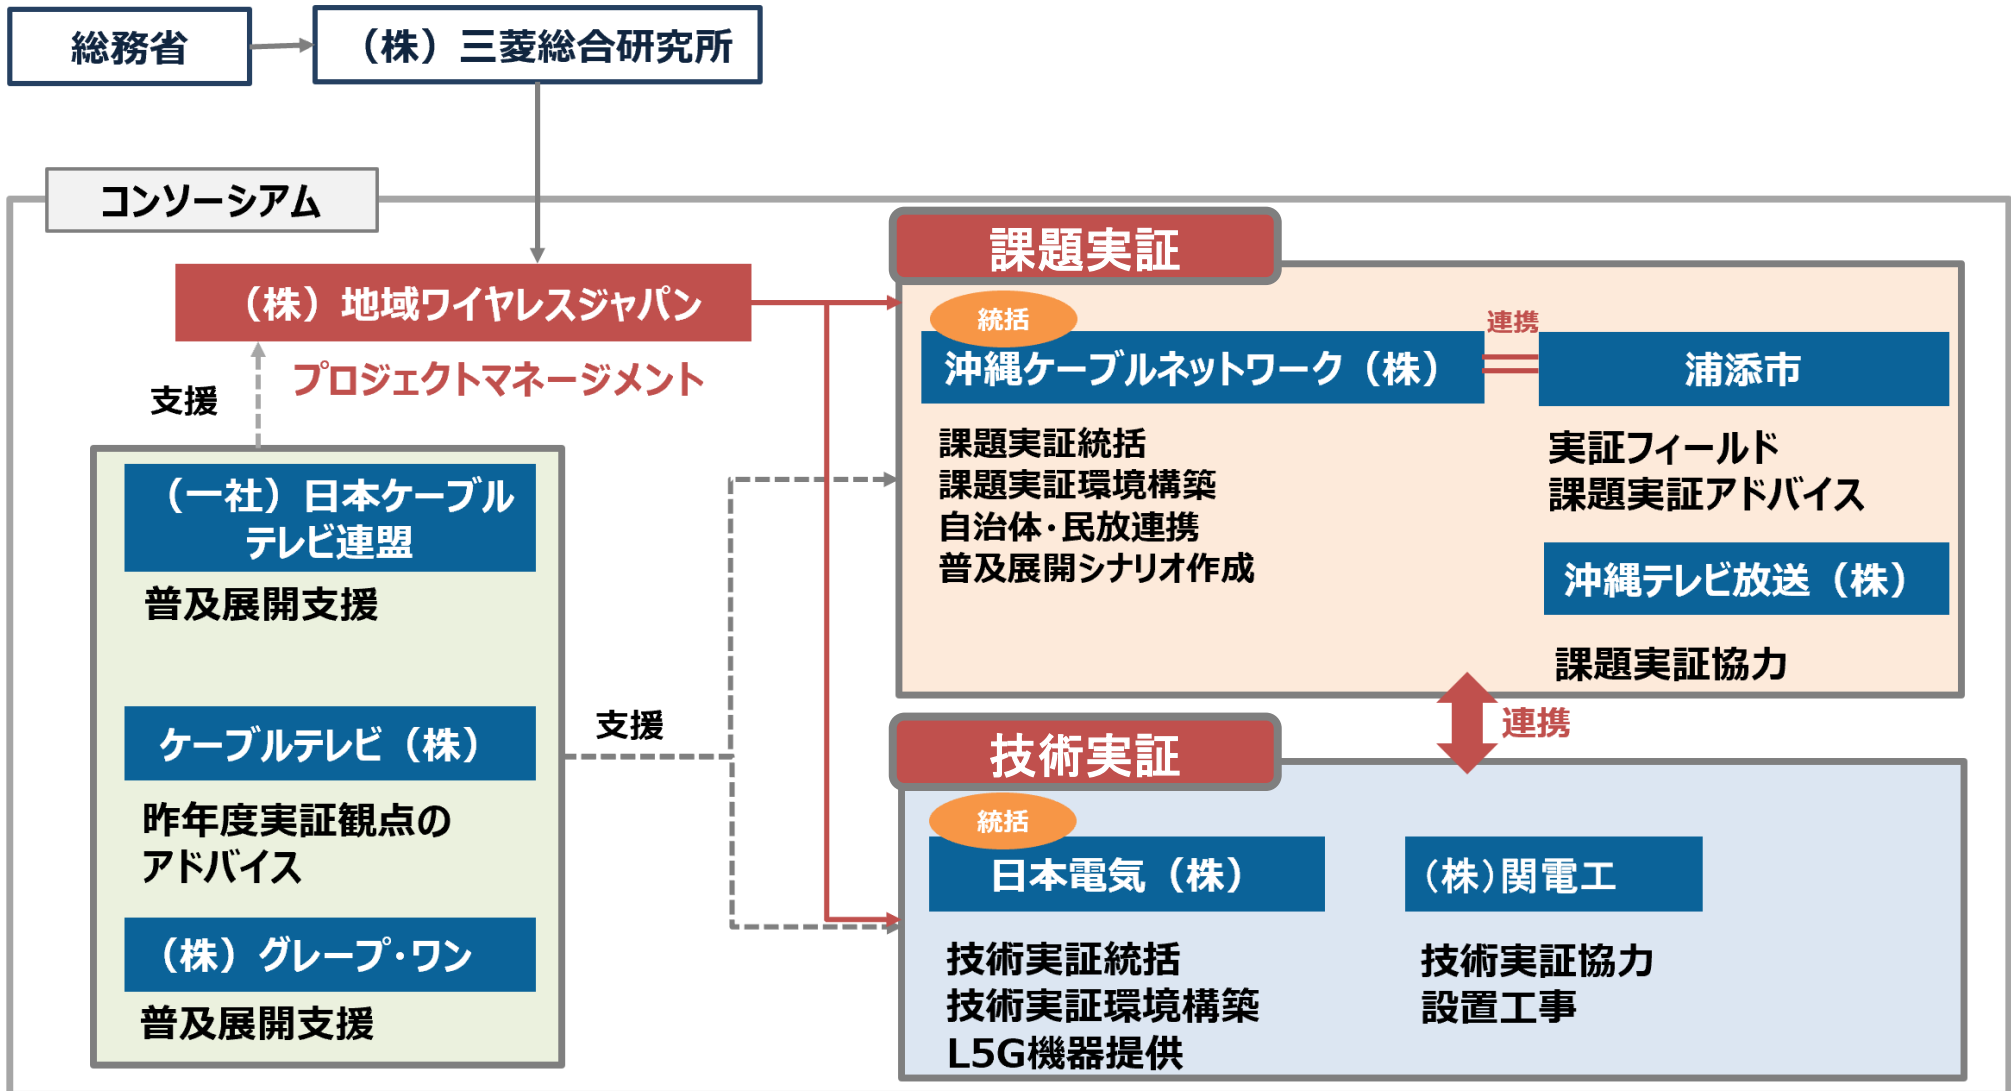 総務省
（株）三菱総合研究所
コンソーシアム
（株）地域ワイヤレスジャパン
プロジェクトマネージメント
支援
（一社）日本ケーブル
テレビ連盟
普及展開支援
ケーブルテレビ（株）
昨年度実証観点の
アドバイス
（株）グレープ・ワン
普及展開支援
支援
課題実証
統括
沖縄ケーブルネットワーク（株）
課題実証統括
課題実証環境構築
自治体・民放連携
普及展開シナリオ作成
連携
浦添市
実証フィールド
課題実証アドバイス
沖縄テレビ放送（株）
課題実証協力
連携
技術実証
統括
日本電気（株）
技術実証統括
技術実証環境構築
L5G機器提供
（株）関電工
技術実証協力
設置工事